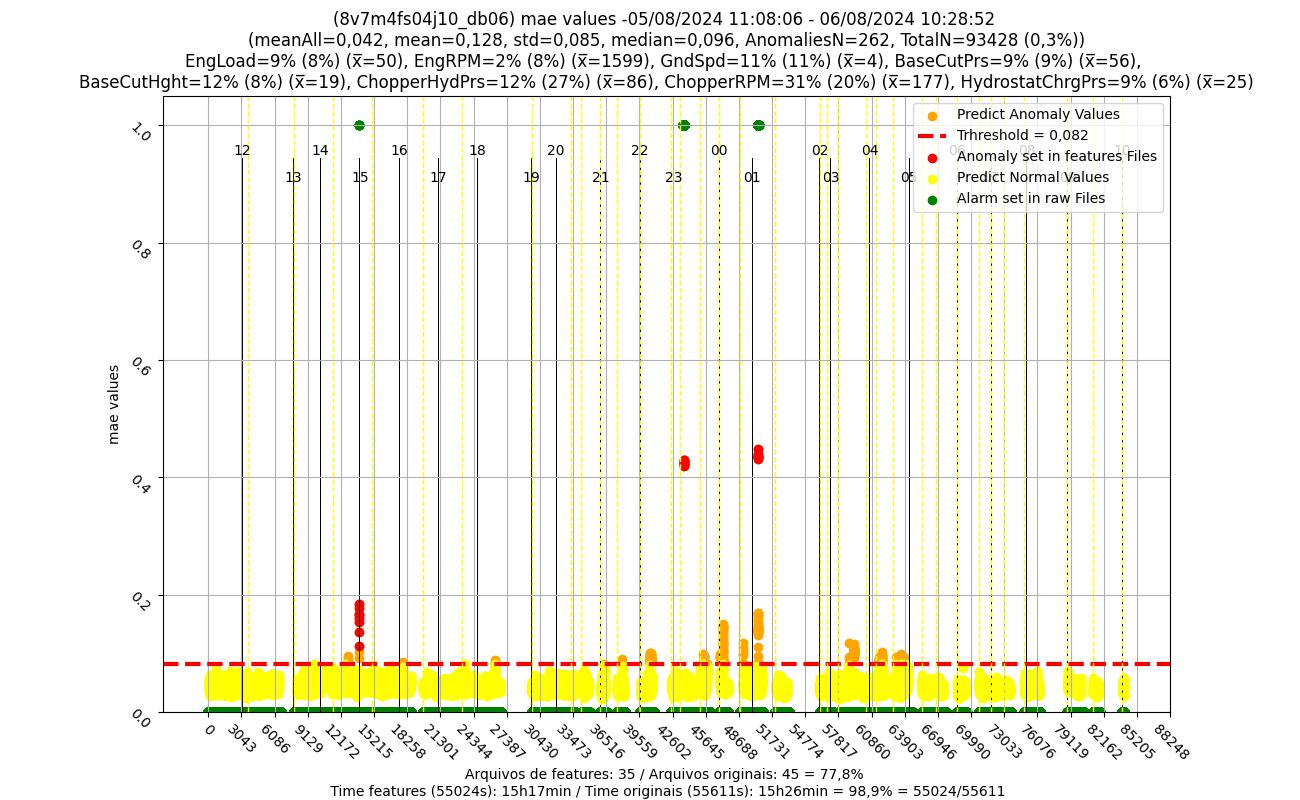 (8v7m4fs04j10_db06) mae values -05/08/2024 11:08:06 - 06/08/2024 10:28:52
(meanAll=0,042, mean=0,128, std=0,085, median=0,096, AnomaliesN=262, TotalN=93428 (0,3%))
EngLoad=9% (8%) (x̄=50), EngRPM=2% (8%) (x̄=1599), GndSpd=11% (11%) (x̄=4), BaseCutPrs=9% (9%) (x̄=56),
BaseCutHght=12% (8%) (x̄=19), ChopperHydPrs=12% (27%) (x̄=86), ChopperRPM=31% (20%) (x̄=177), HydrostatChrgPrs=9% (6%) (x̄=25)
Predict Anomaly Values
Trhreshold = 0,082
Anomaly set in features Files
Predict Normal Values
Alarm set in raw Files
12 14 16 18 20 22 00 02 04 06 08 10
13 15 17 19 21 23 01 03 05
mae values
1.0
0.8
0.6
0.4
0.2
0.0
0 3043 6086 9129 12172 15215 18258 21301 24344 27387 30430 33473 36516 39559 42602 45645 48688 51731 54774 57817 60860 63903 66946 69990 73033 76076 79119 82162 85205 88248
Arquivos de features: 35 / Arquivos originais: 45 = 77,8%
Time features (55024s): 15h17min / Time originais (55611s): 15h26min = 98,9% = 55024/55611